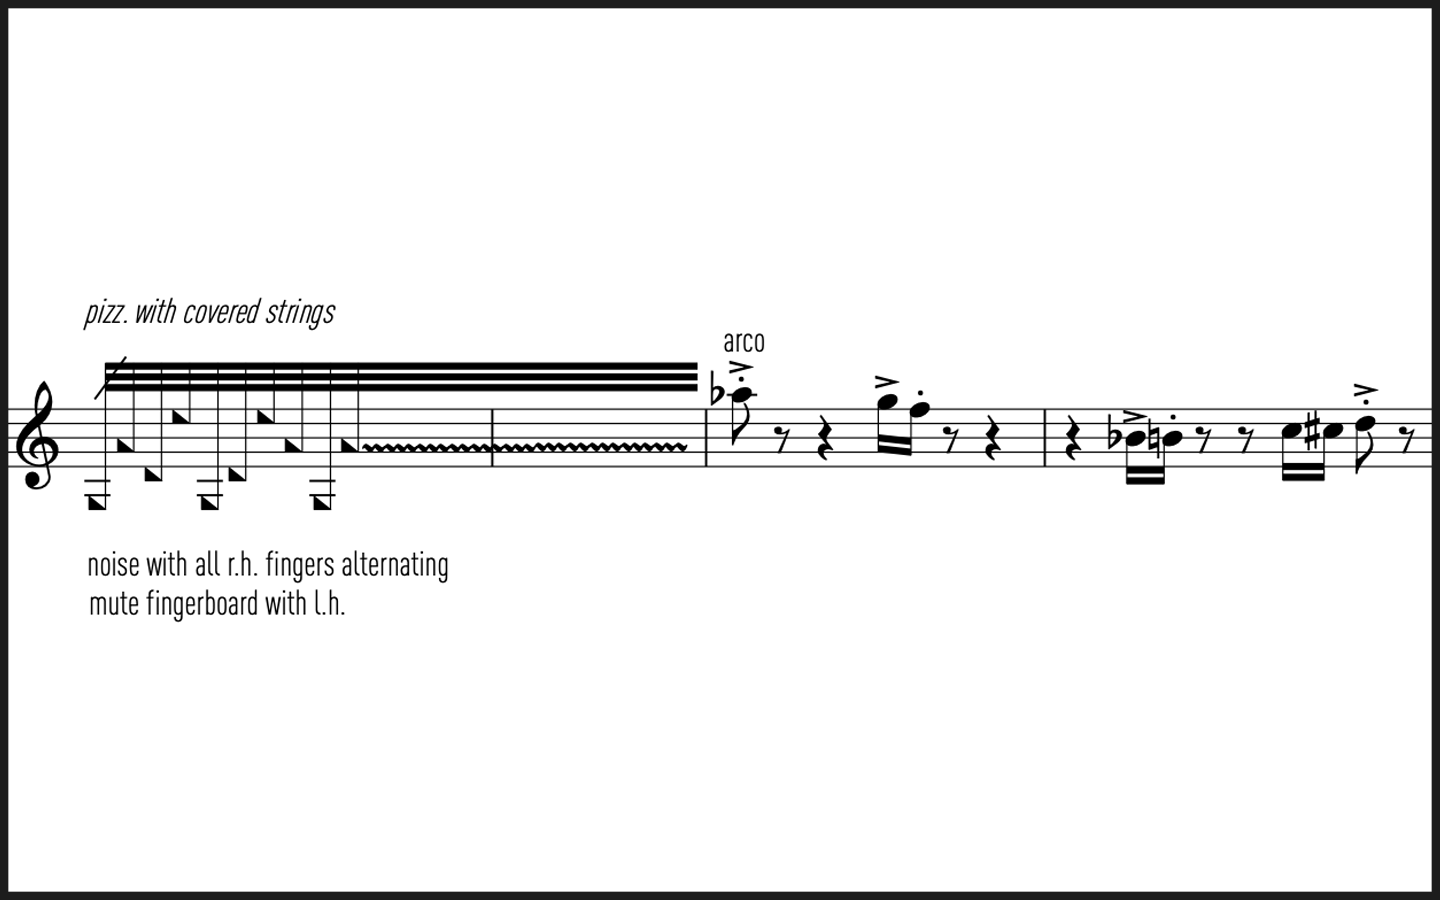 pizz. with covered strings
arco
noise with all r.h. fingers alternating
mute fingerboard with l.h.